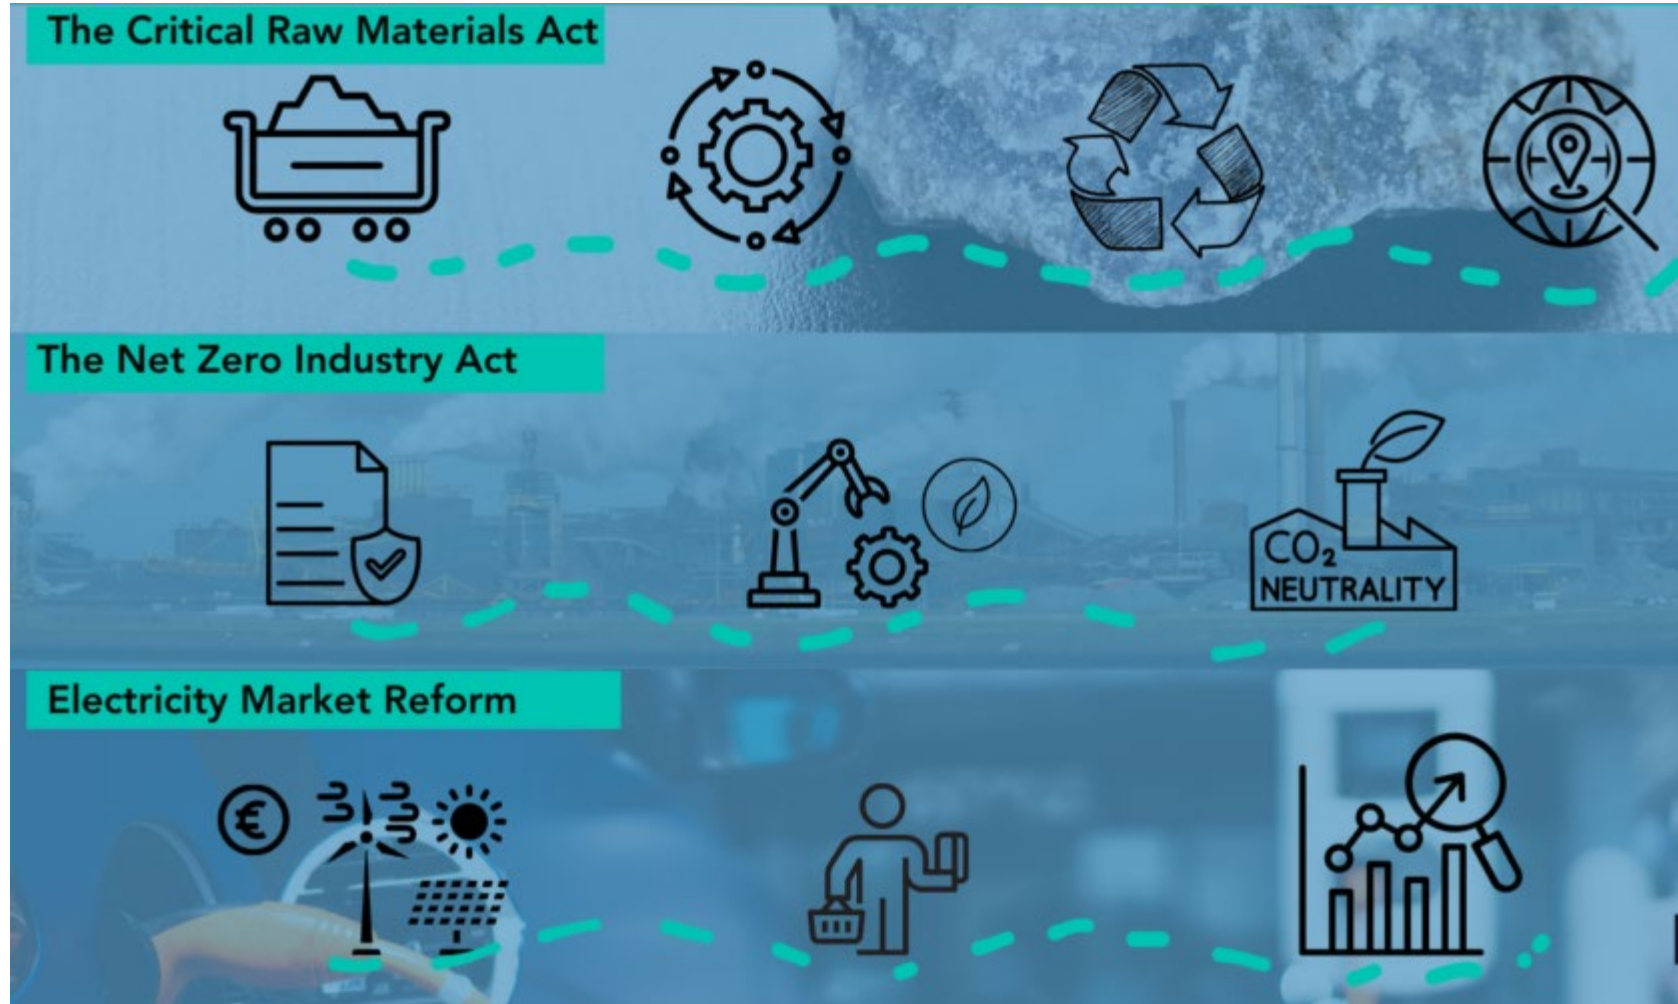 The Critical Raw Materials Act
The Net Zero Industry Act
CO₂
NEUTRALITY
Electricity Market Reform
€